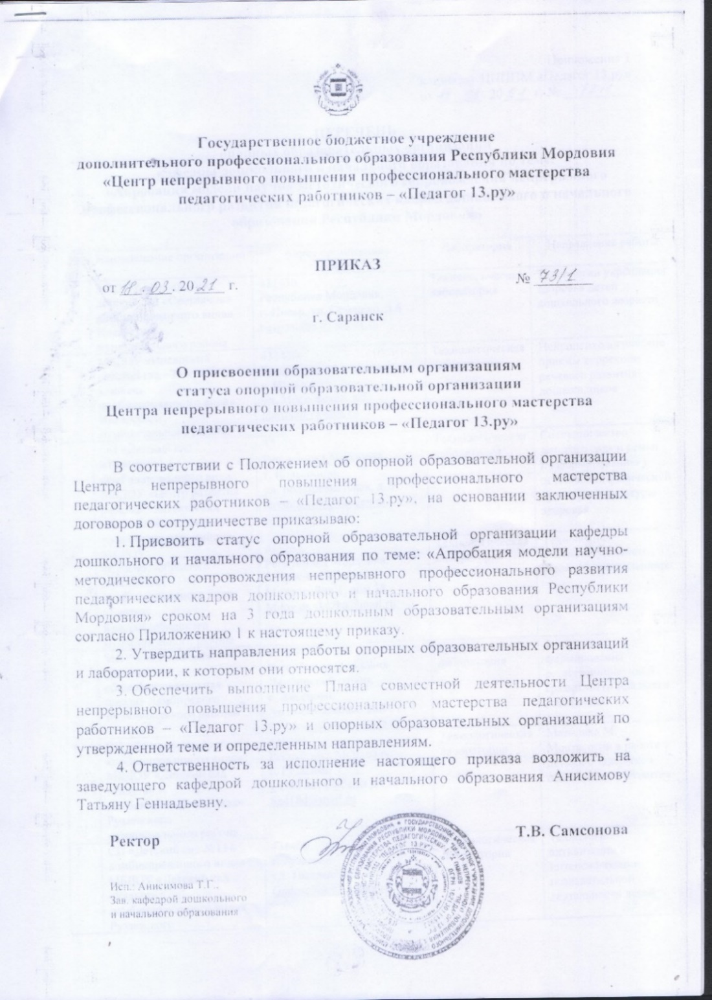 Государственное бюджетное учреждение
дополнительного профессионального образования Республики Мордовия
«Центр непрерывного повышения профессионального мастерства
педагогических работников – «Педагог 13.ру»
ПРИКАЗ
от 18.03.2021 г.
№ 73/1
г. Саранск
О присвоении образовательным организациям
статуса опорной образовательной организации
Центра непрерывного повышения профессионального мастерства
педагогических работников – «Педагог 13.ру»
В соответствии с Положением об опорной образовательной организации
Центра непрерывного повышения профессионального мастерства
педагогических работников – «Педагог 13.ру», на основании заключенных
договоров о сотрудничестве приказываю:
1. Присвоить статус опорной образовательной организации кафедры
дошкольного и начального образования по теме: «Апробация модели научно-
методического сопровождения непрерывного профессионального развития
педагогических кадров дошкольного и начального образования Республики
Мордовия» сроком на 3 года дошкольным образовательным организациям
согласно Приложению 1 к настоящему приказу.
2. Утвердить направления работы опорных образовательных организаций
и лаборатории, к которым они относятся.
3. Обеспечить выполнение Плана совместной деятельности Центра
непрерывного повышения профессионального мастерства педагогических
работников – «Педагог 13.ру» и опорных образовательных организаций по
утвержденной теме и определенным направлениям.
4. Ответственность за исполнение настоящего приказа возложить на
заведующего кафедрой дошкольного и начального образования Анисимову
Татьяну Геннадьевну.
Ректор
Т.В. Самсонова
Исп.: Анисимова Т.Г.,
Зав. кафедрой дошкольного
и начального образования